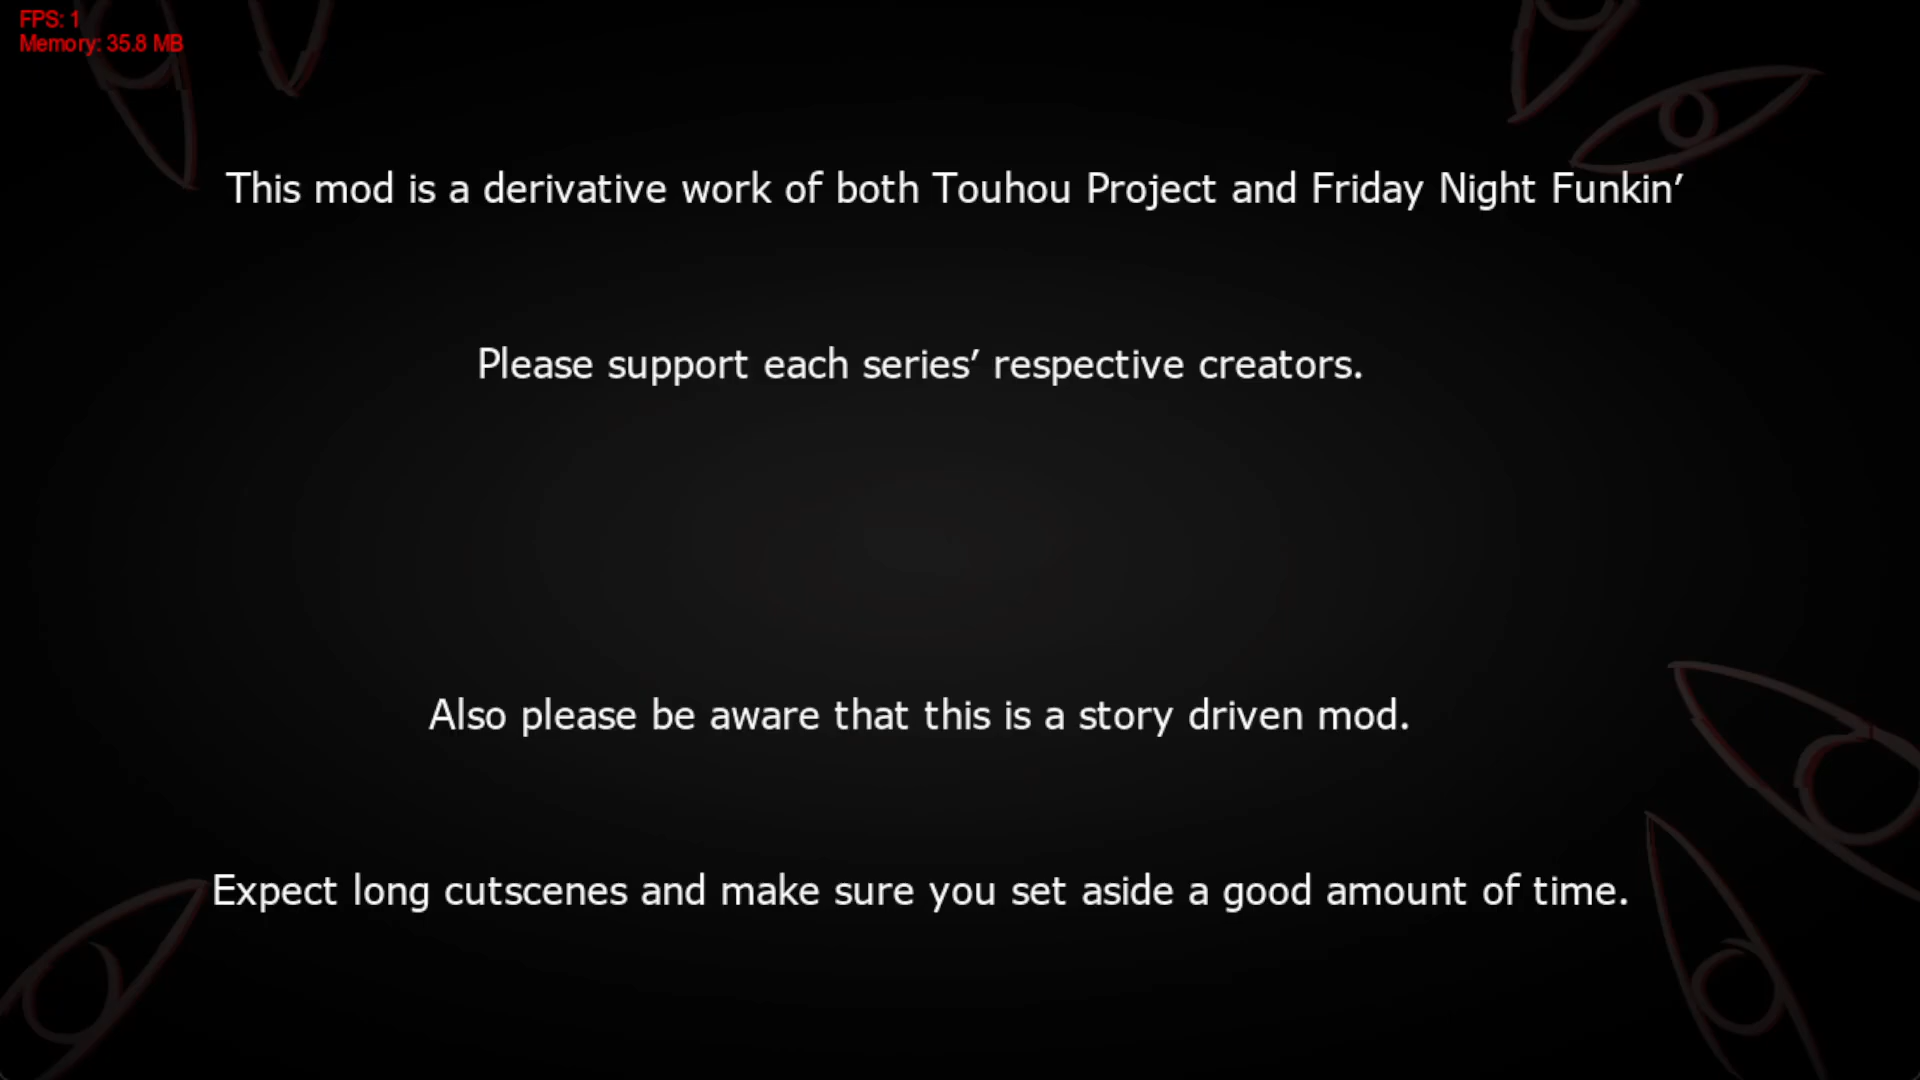 FPS: 1
Memory: 35.8 MB
This mod is a derivative work of both Touhou Project and Friday Night Funkin’
Please support each series’ respective creators.
Also please be aware that this is a story driven mod.
Expect long cutscenes and make sure you set aside a good amount of time.